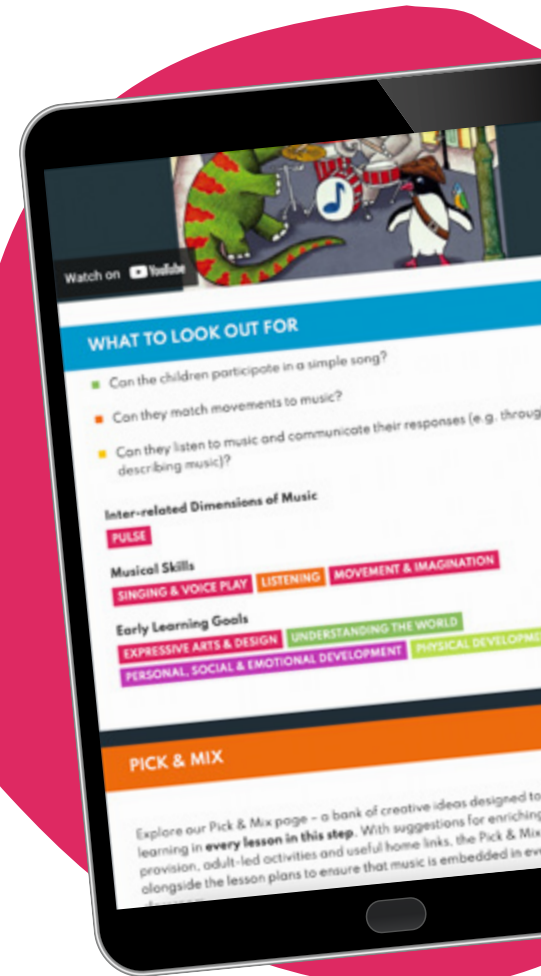 Watch on YouTube
WHAT TO LOOK OUT FOR
Can the children participate in a simple song?
Can they match movements to music?
Can they listen to music and communicate their responses (e.g. throug
describing music)?
Inter-related Dimensions of Music
PULSE
Musical Skills
SINGING & VOICE PLAY LISTENING MOVEMENT & IMAGINATION
Early Learning Goals
EXPRESSIVE ARTS & DESIGN UNDERSTANDING THE WORLD
PERSONAL, SOCIAL & EMOTIONAL DEVELOPMENT PHYSICAL DEVELOPME
PICK & MIX
Explore our Pick & Mix page – a bank of creative ideas designed to
learning in every lesson in this step. With suggestions for enriching
provision, adult-led activities and useful home links, the Pick & Mix
alongside the lesson plans to ensure that music is embedded in eve